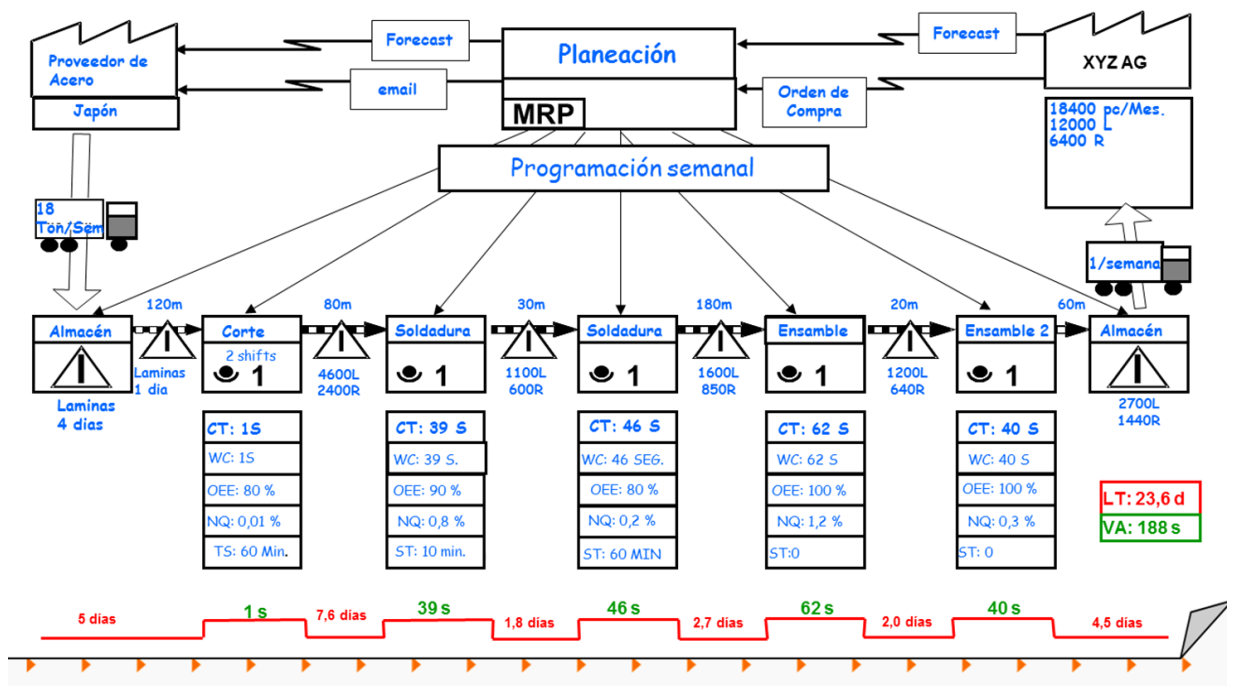 Proveedor de
Acero
Japón
Forecast
email
Planeación
MRP
Forecast
Orden de
Compra
XYZ AG
18400 pc/Mes.
12000 L
6400 R
Programación semanal
18
Ton/Sem
1/semana
120m
80m
30m
180m
20m
60m
Almacén
Corte
Soldadura
Soldadura
Ensamble
Ensamble 2
Almacén
2 shifts
1
1
1
1
1
Laminas
4 dias
Laminas
1 dia
4600L
2400R
1100L
600R
1600L
850R
1200L
640R
2700L
1440R
CT: 1S
WC: 1S
OEE: 80 %
NQ: 0,01 %
TS: 60 Min.
CT: 39 S
WC: 39 S.
OEE: 90 %
NQ: 0,8 %
ST: 10 min.
CT: 46 S
WC: 46 SEG.
OEE: 80 %
NQ: 0,2 %
ST: 60 MIN
CT: 62 S
WC: 62 S
OEE: 100 %
NQ: 1,2 %
ST:0
CT: 40 S
WC: 40 S
OEE: 100 %
NQ: 0,3 %
ST: 0
LT: 23,6 d
VA: 188 s
5 días
1 s
7,6 días
39 s
1,8 días
46 s
2,7 días
62 s
2,0 días
40 s
4,5 días